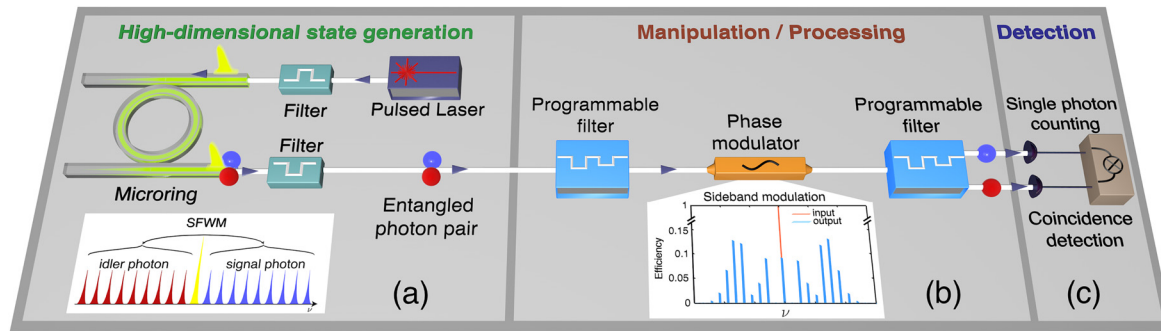 High-dimensional state generation
Filter
Pulsed Laser
Filter
Microring
Entangled
photon pair
SFWM
idler photon
signal photon
ν
(a)
Manipulation / Processing
Programmable
filter
Phase
modulator
Programmable
filter
Sideband modulation
input
output
Efficiency
1
0.15
0.1
0.05
0
ν
(b)
Detection
Single photon
counting
Coincidence
detection
(c)